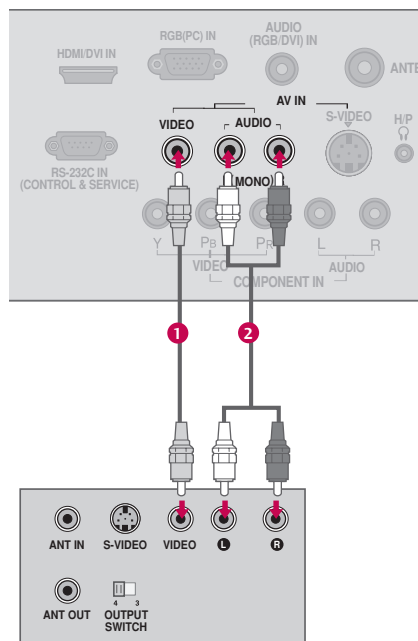 RGB(PC) IN
AUDIO
(RGB/DVI) IN
HDMI/DVI IN
ANTE
AV IN
VIDEO
AUDIO
S-VIDEO
H/P
RS-232C IN
(CONTROL & SERVICE)
(MONO)
Y PB PR L R
VIDEO
AUDIO
COMPONENT IN
1
2
ANT IN S-VIDEO VIDEO L R
ANT OUT
4 3
OUTPUT
SWITCH